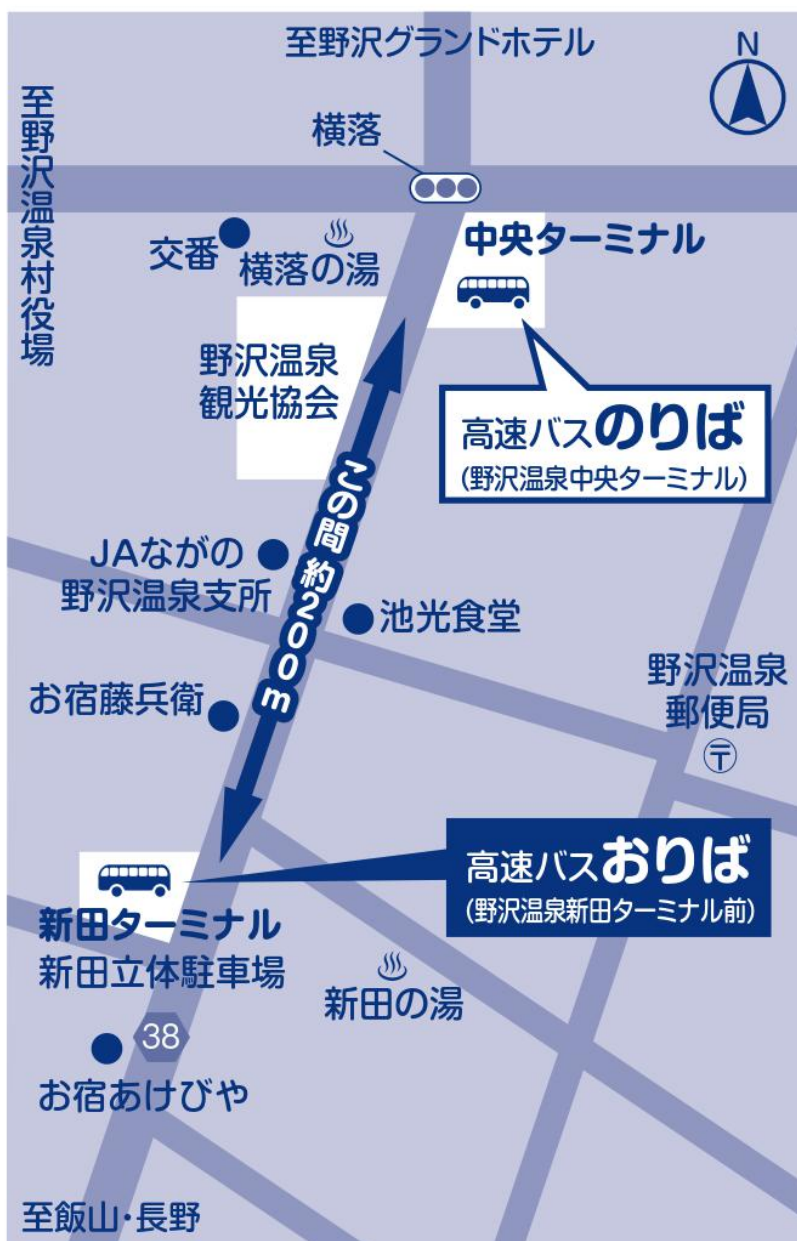 至野沢グランドホテル
N
至野沢温泉村役場
横落
交番
横落の湯
中央ターミナル
野沢温泉
観光協会
高速バスのりば
(野沢温泉中央ターミナル)
この間 約200m
JAながの
野沢温泉支所
池光食堂
お宿藤兵衛
野沢温泉
郵便局
〒
高速バスおりば
(野沢温泉新田ターミナル前)
新田ターミナル
新田立体駐車場
新田の湯
38
お宿あけびや
至飯山・長野